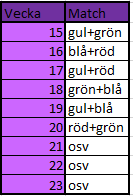 Vecka Match
15 gul+grön
16 blå+röd
17 gul+röd
18 grön+blå
19 gul+blå
20 röd+grön
21 osv
22 osv
23 osv